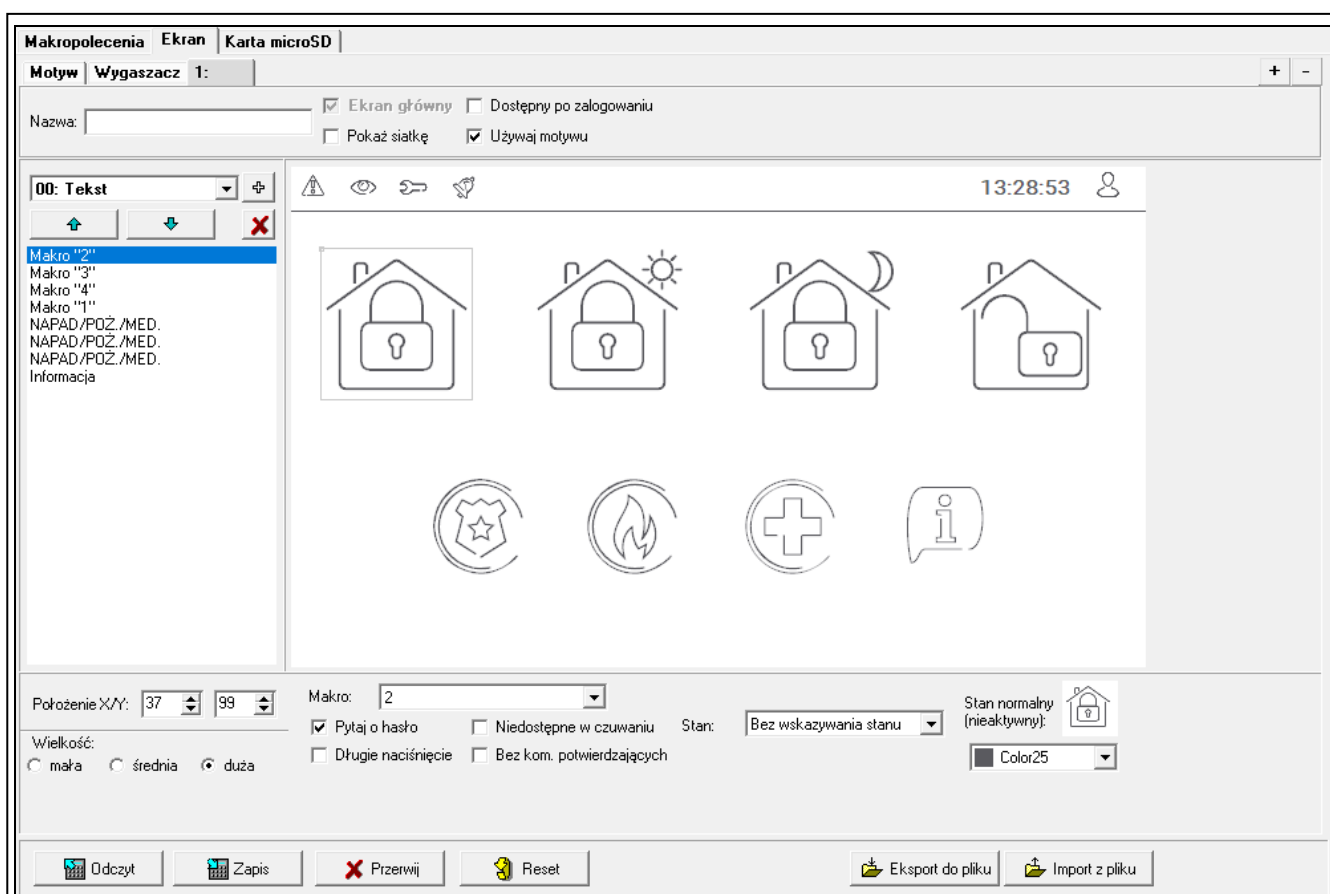 Makropolecenia Ekran Karta microSD
Motyw Wygaszacz 1: + -
Nazwa: Ekran główny Dostępny po zalogowaniu
Pokaż siatkę Używaj motywu
00: Tekst
13:28:53
Makro "2"
Makro "3"
Makro "4"
Makro "1"
NAPAD/POŻ./MED.
NAPAD/POŻ./MED.
NAPAD/POŻ./MED.
Informacja
Położenie X/Y: 37 99
Wielkość:
mała średnia duża
Makro: 2
Pytaj o hasło Niedostępne w czuwaniu Stan: Bez wskazywania stanu
Długie naciśnięcie Bez kom. potwierdzających
Stan normalny
(nieaktywny):
Color25
Odczyt Zapis Przerwij Reset Eksport do pliku Import z pliku